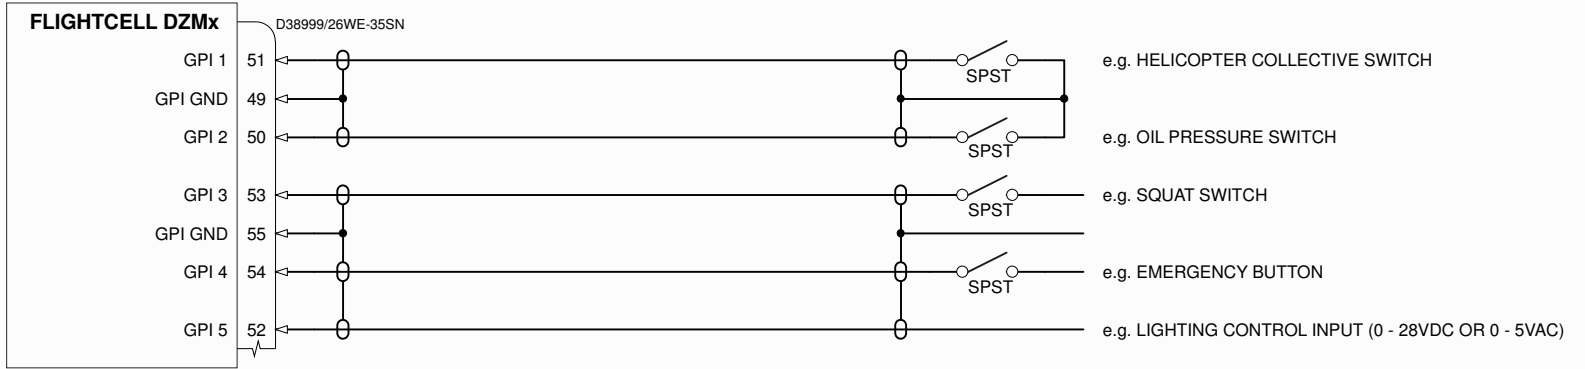 FLIGHTCELL DZMx
D38999/26WE-35SN
GPI 1 51 SPST e.g. HELICOPTER COLLECTIVE SWITCH
GPI GND 49
GPI 2 50 SPST e.g. OIL PRESSURE SWITCH
GPI 3 53 SPST e.g. SQUAT SWITCH
GPI GND 55
GPI 4 54 SPST e.g. EMERGENCY BUTTON
GPI 5 52 e.g. LIGHTING CONTROL INPUT (0 - 28VDC OR 0 - 5VAC)